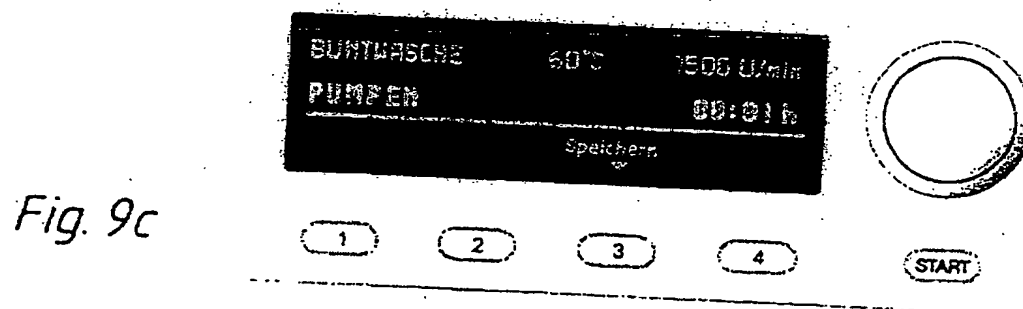 BUNTWÄSCHE 60°C 1500 U/min
PUMPEN 00:01 h
Speichern
Fig. 9c
1 2 3 4 START